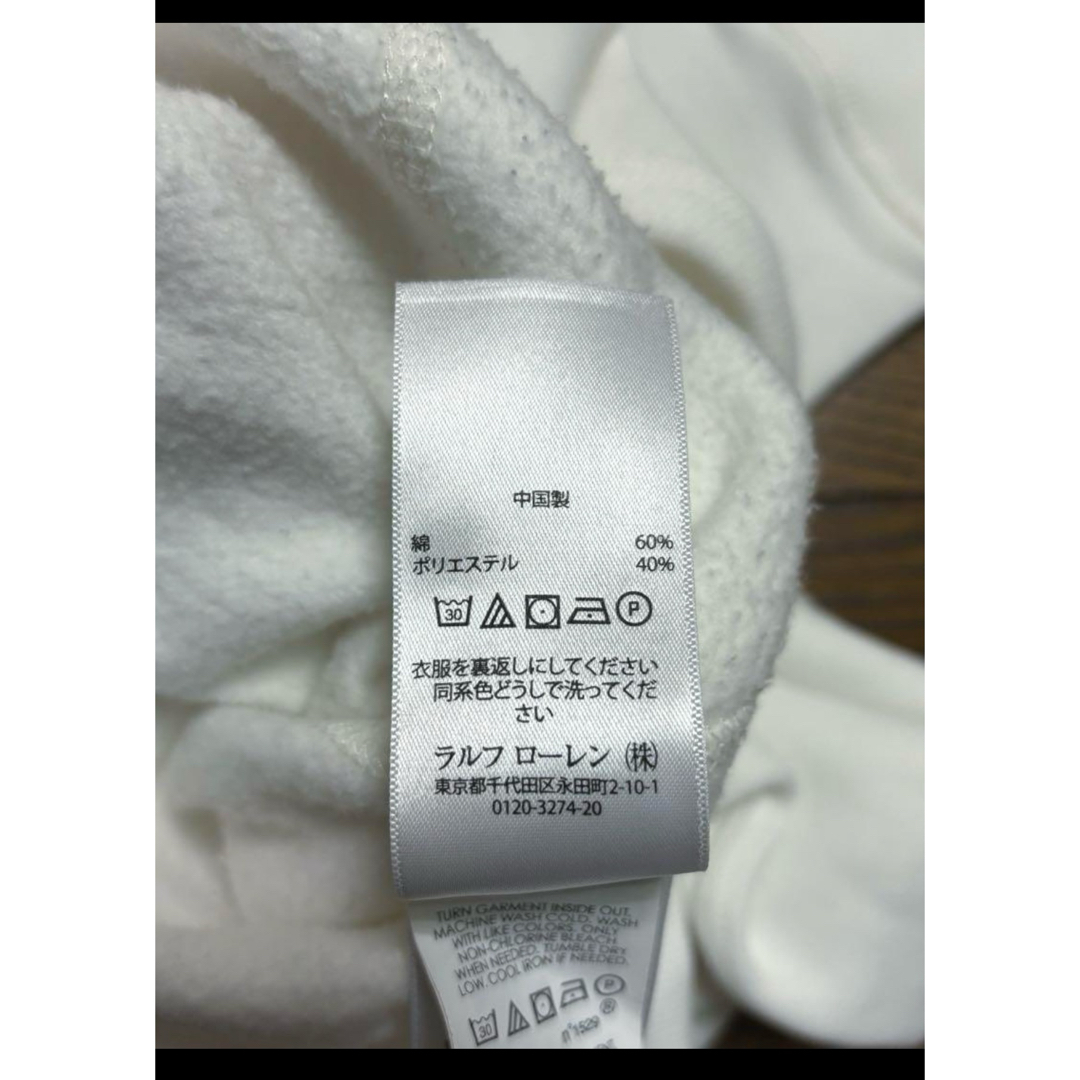 中国製
綿 60%
ポリエステル 40%
30 P
衣服を裏返しにしてください
同系色どうしで洗ってくだ
さい
ラルフ ローレン (株)
東京都千代田区永田町2-10-1
0120-3274-20
TURN GARMENT INSIDE OUT.
MACHINE WASH COLD. WASH
WITH LIKE COLORS. ONLY
NON-CHLORINE BLEACH
WHEN NEEDED. TUMBLE DRY
LOW. COOL IRON IF NEEDED.
30 P